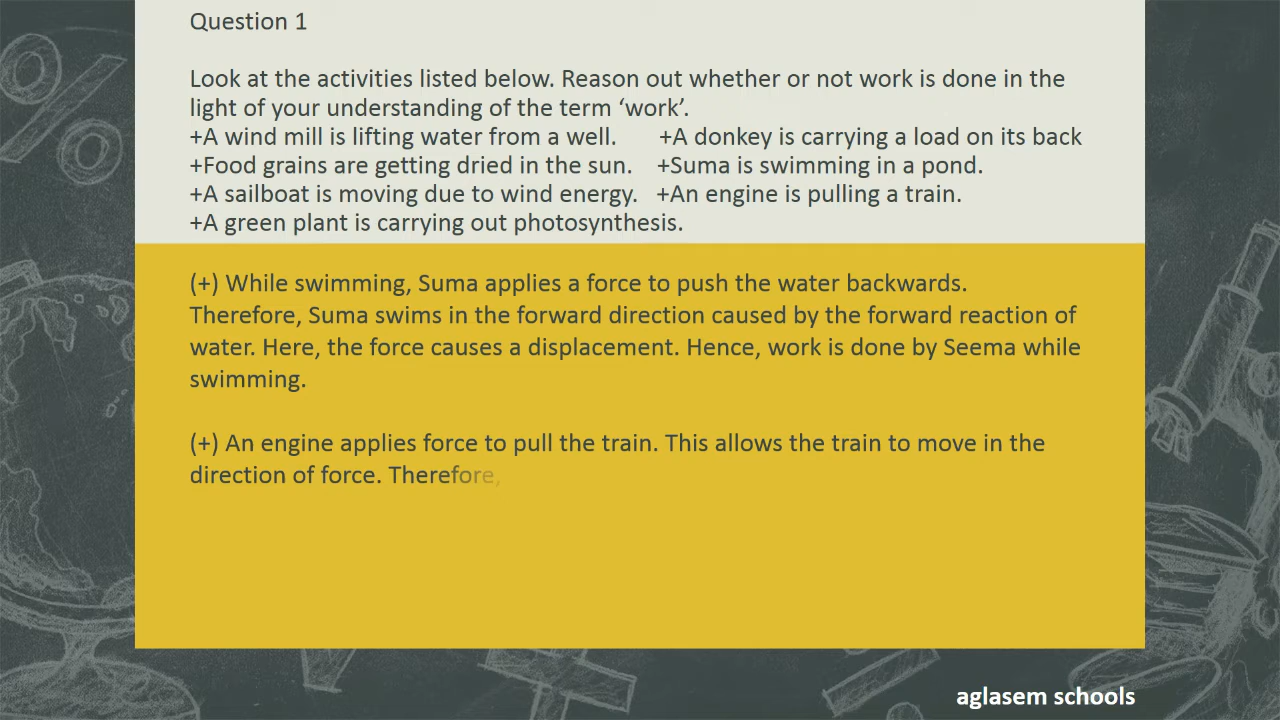 Question 1
Look at the activities listed below. Reason out whether or not work is done in the
light of your understanding of the term ‘work’.
+A wind mill is lifting water from a well. +A donkey is carrying a load on its back
+Food grains are getting dried in the sun. +Suma is swimming in a pond.
+A sailboat is moving due to wind energy. +An engine is pulling a train.
+A green plant is carrying out photosynthesis.
(+) While swimming, Suma applies a force to push the water backwards.
Therefore, Suma swims in the forward direction caused by the forward reaction of
water. Here, the force causes a displacement. Hence, work is done by Seema while
swimming.
(+) An engine applies force to pull the train. This allows the train to move in the
direction of force. Therefore,
aglasem schools